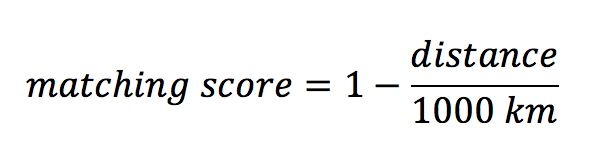 matching score = 1 − distance / 1000 km